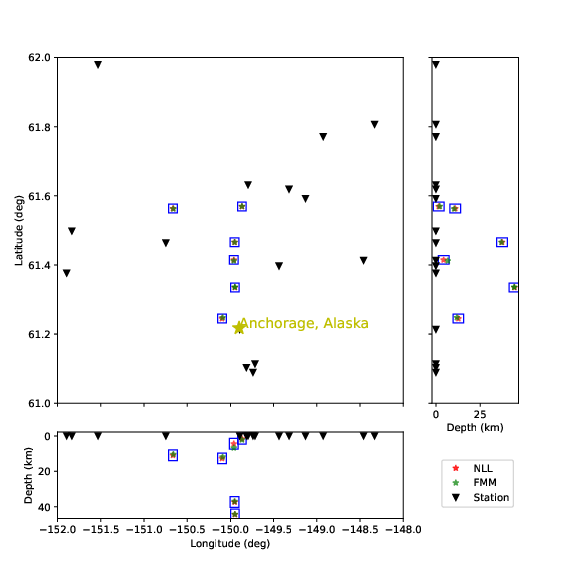 62.0
61.8
61.6
61.4
61.2
61.0
Latitude (deg)
Anchorage, Alaska
0
25
Depth (km)
0
20
40
Depth (km)
−152.0 −151.5 −151.0 −150.5 −150.0 −149.5 −149.0 −148.5 −148.0
Longitude (deg)
NLL
FMM
Station